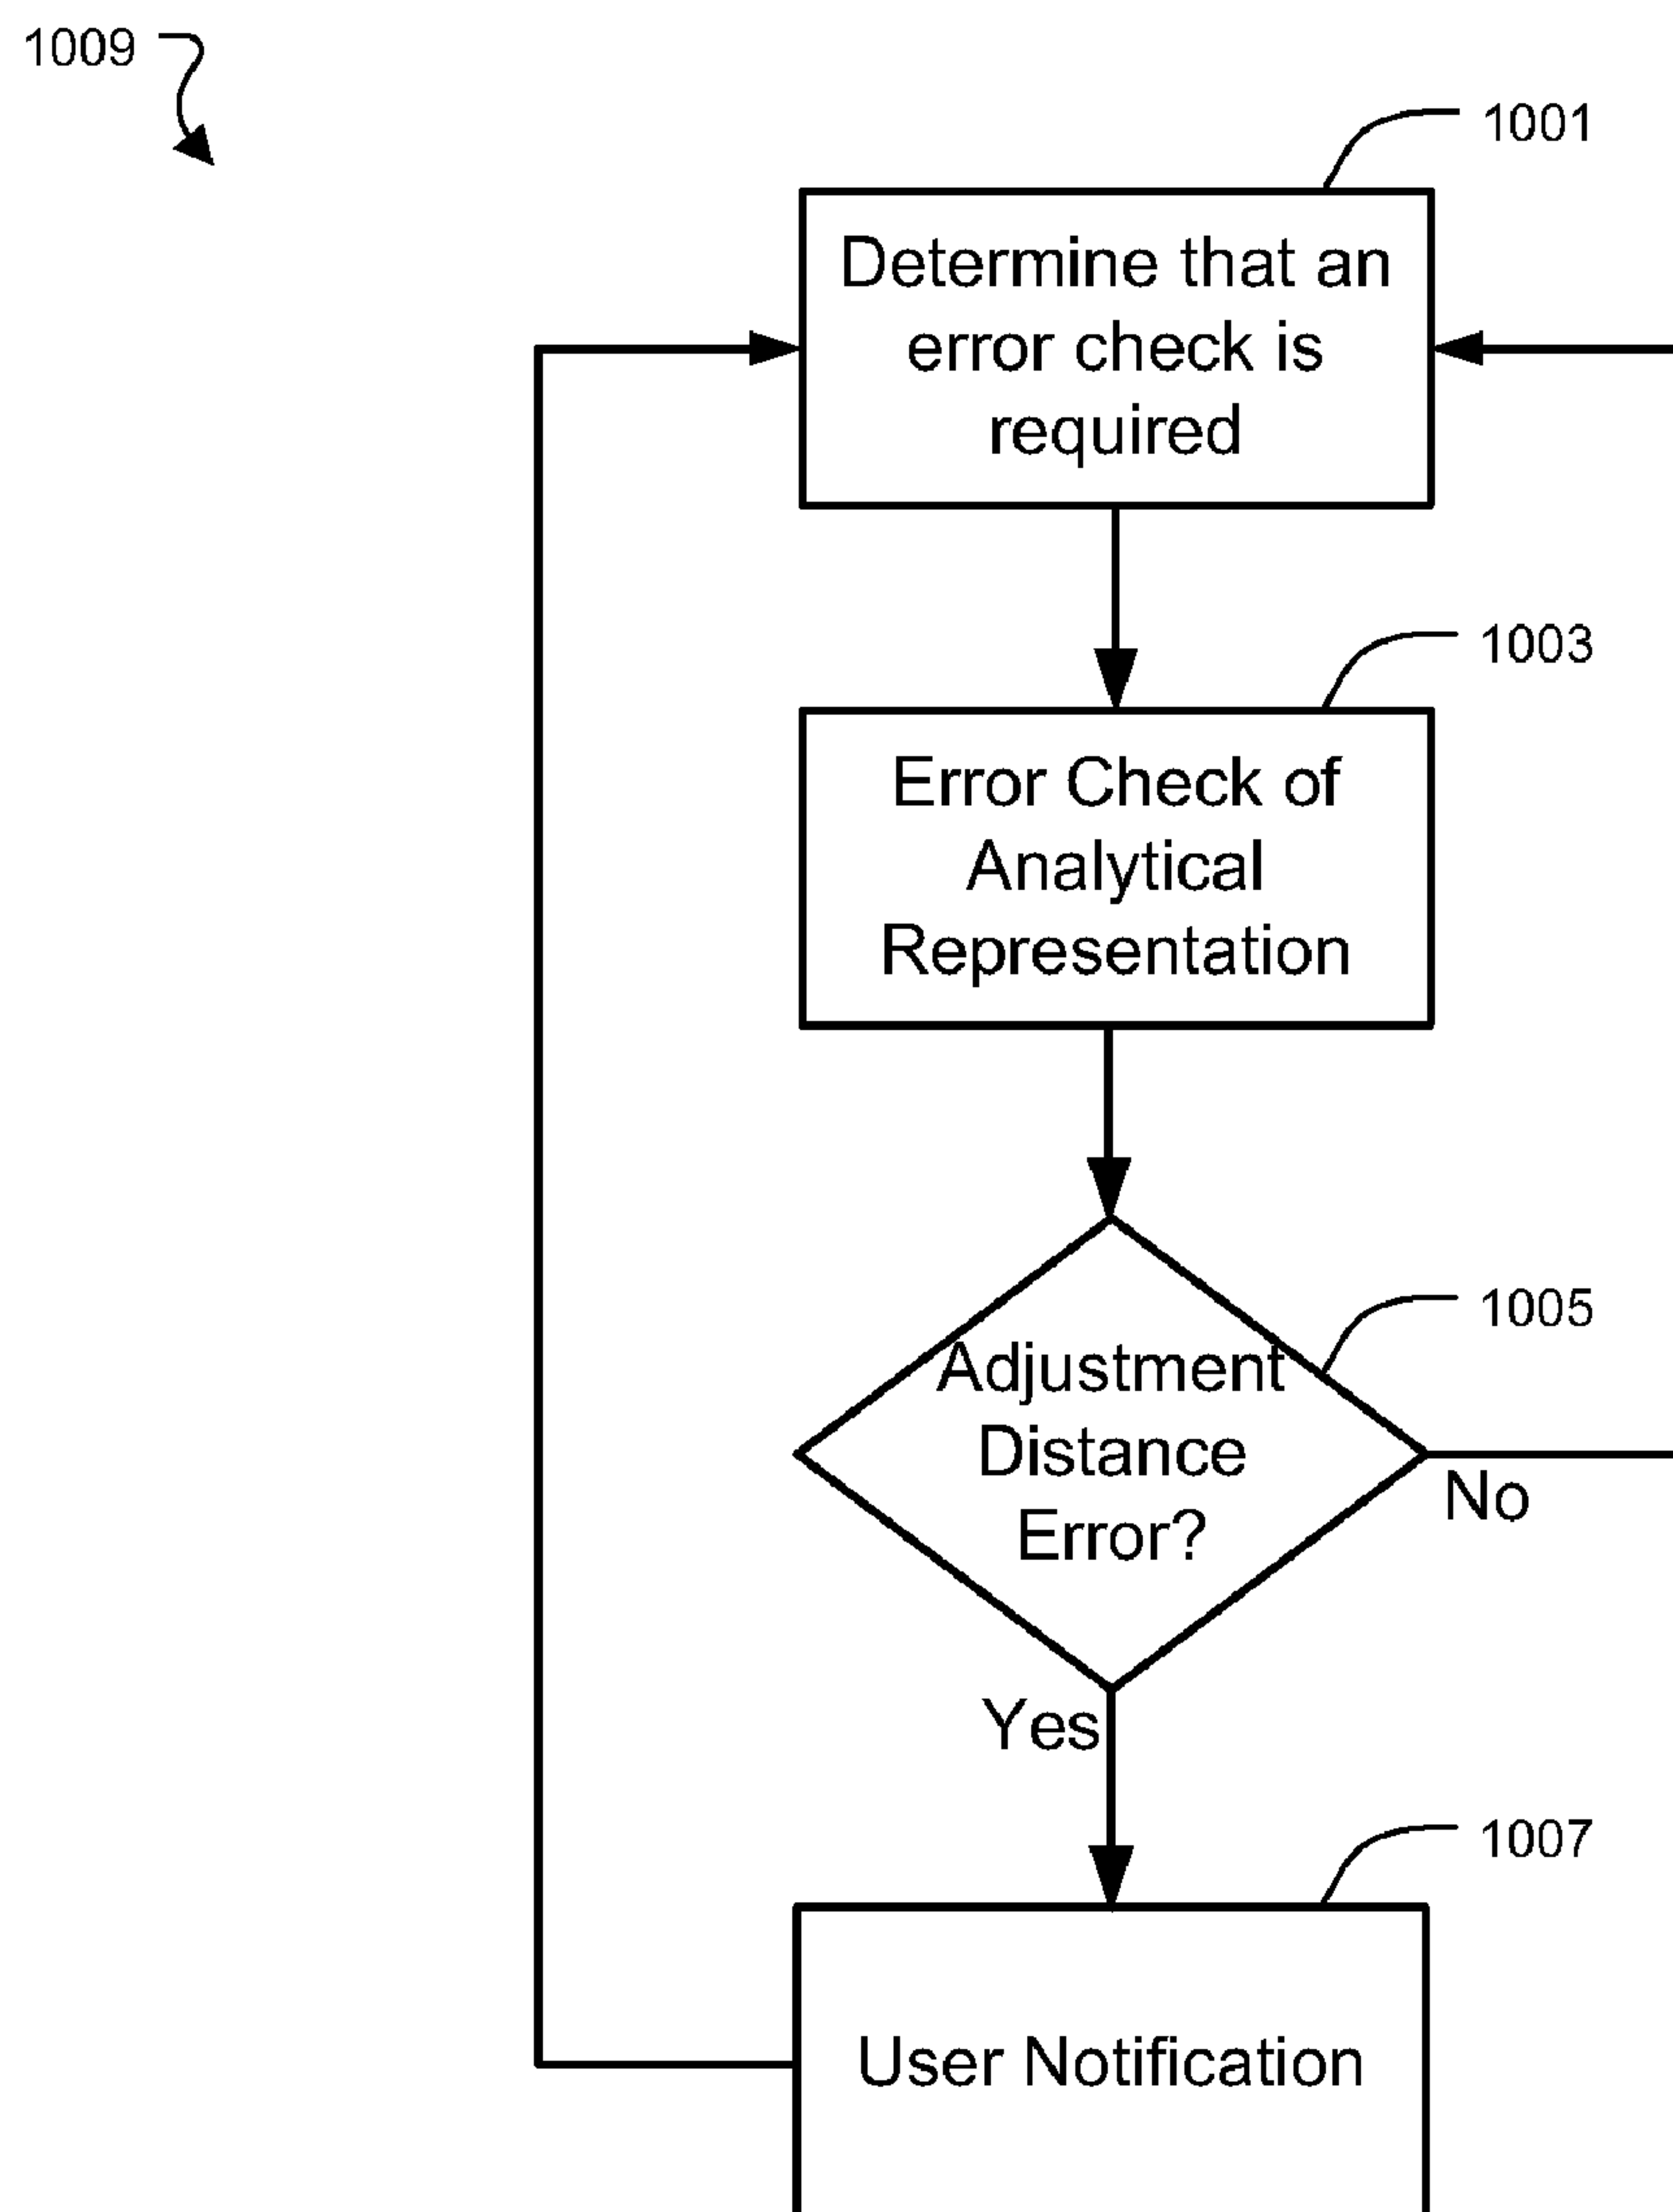 1009
1001
Determine that an
error check is
required
1003
Error Check of
Analytical
Representation
1005
Adjustment
Distance
Error?
No
Yes
1007
User Notification